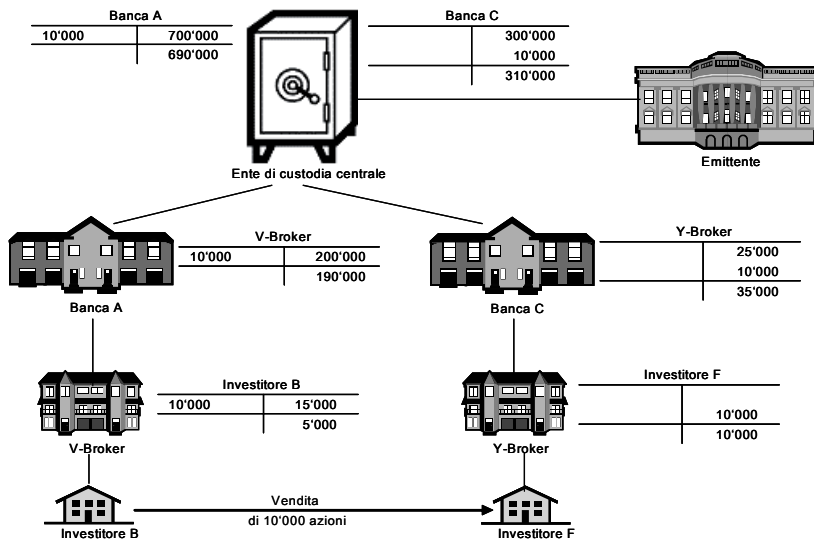 Banca A
10'000 700'000
690'000
Banca C
300'000
10'000
310'000
Emittente
Ente di custodia centrale
V-Broker
10'000 200'000
190'000
Banca A
Y-Broker
25'000
10'000
35'000
Banca C
Investitore B
10'000 15'000
5'000
V-Broker
Investitore F
10'000
10'000
Y-Broker
Vendita
di 10'000 azioni
Investitore B
Investitore F